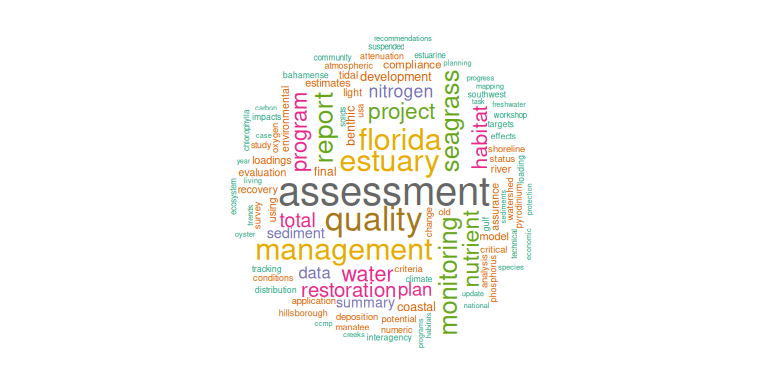 recommendations
suspended
community
attenuation
estuarine
atmospheric
compliance
planning
bahamense
tidal
development
progress
estimates
mapping
light
nitrogen
southwest
task
carbon
environmental
program
report
solids
benthic
usa
project
seagrass
habitat
freshwater
impacts
workshop
targets
chlorophylla
oxygen
case
study
florida
effects
shoreline
year
loadings
estuary
status
evaluation
final
river
loading
living
recovery
assessment
ecosystem
trends
survey
using
total
quality
change
old
gulf
assurance
sediments
watershed
pyrodinium
protection
oyster
sediment
monitoring
nutrient
model
technical
economic
management
critical
tracking
data
water
criteria
analysis
phosphorus
species
conditions
climate
distribution
restoration
plan
update
application
summary
coastal
national
hillsborough
deposition
potential
programs
habitats
ccmp
manatee
numeric
creeks
interagency